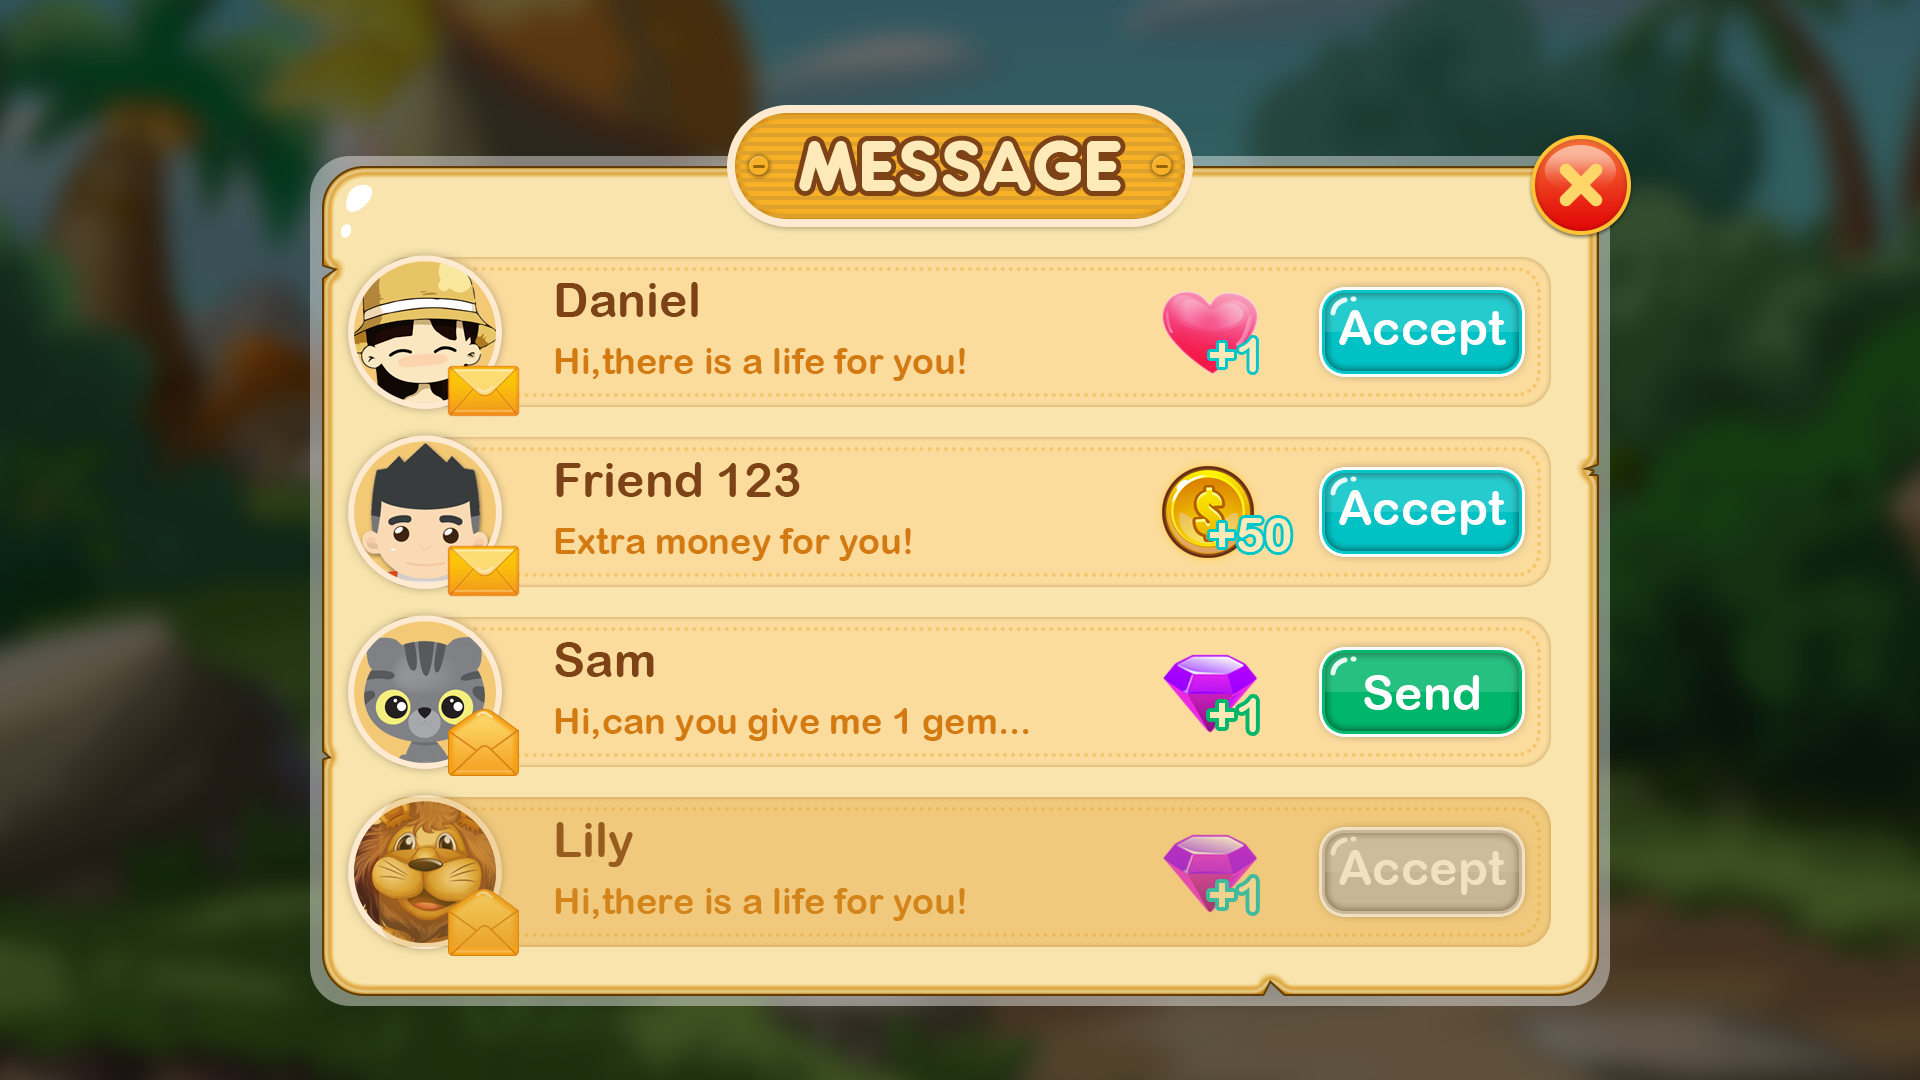 MESSAGE
Daniel
Hi,there is a life for you!
+1
Accept
Friend 123
Extra money for you!
$
+50
Accept
Sam
Hi,can you give me 1 gem...
+1
Send
Lily
Hi,there is a life for you!
+1
Accept